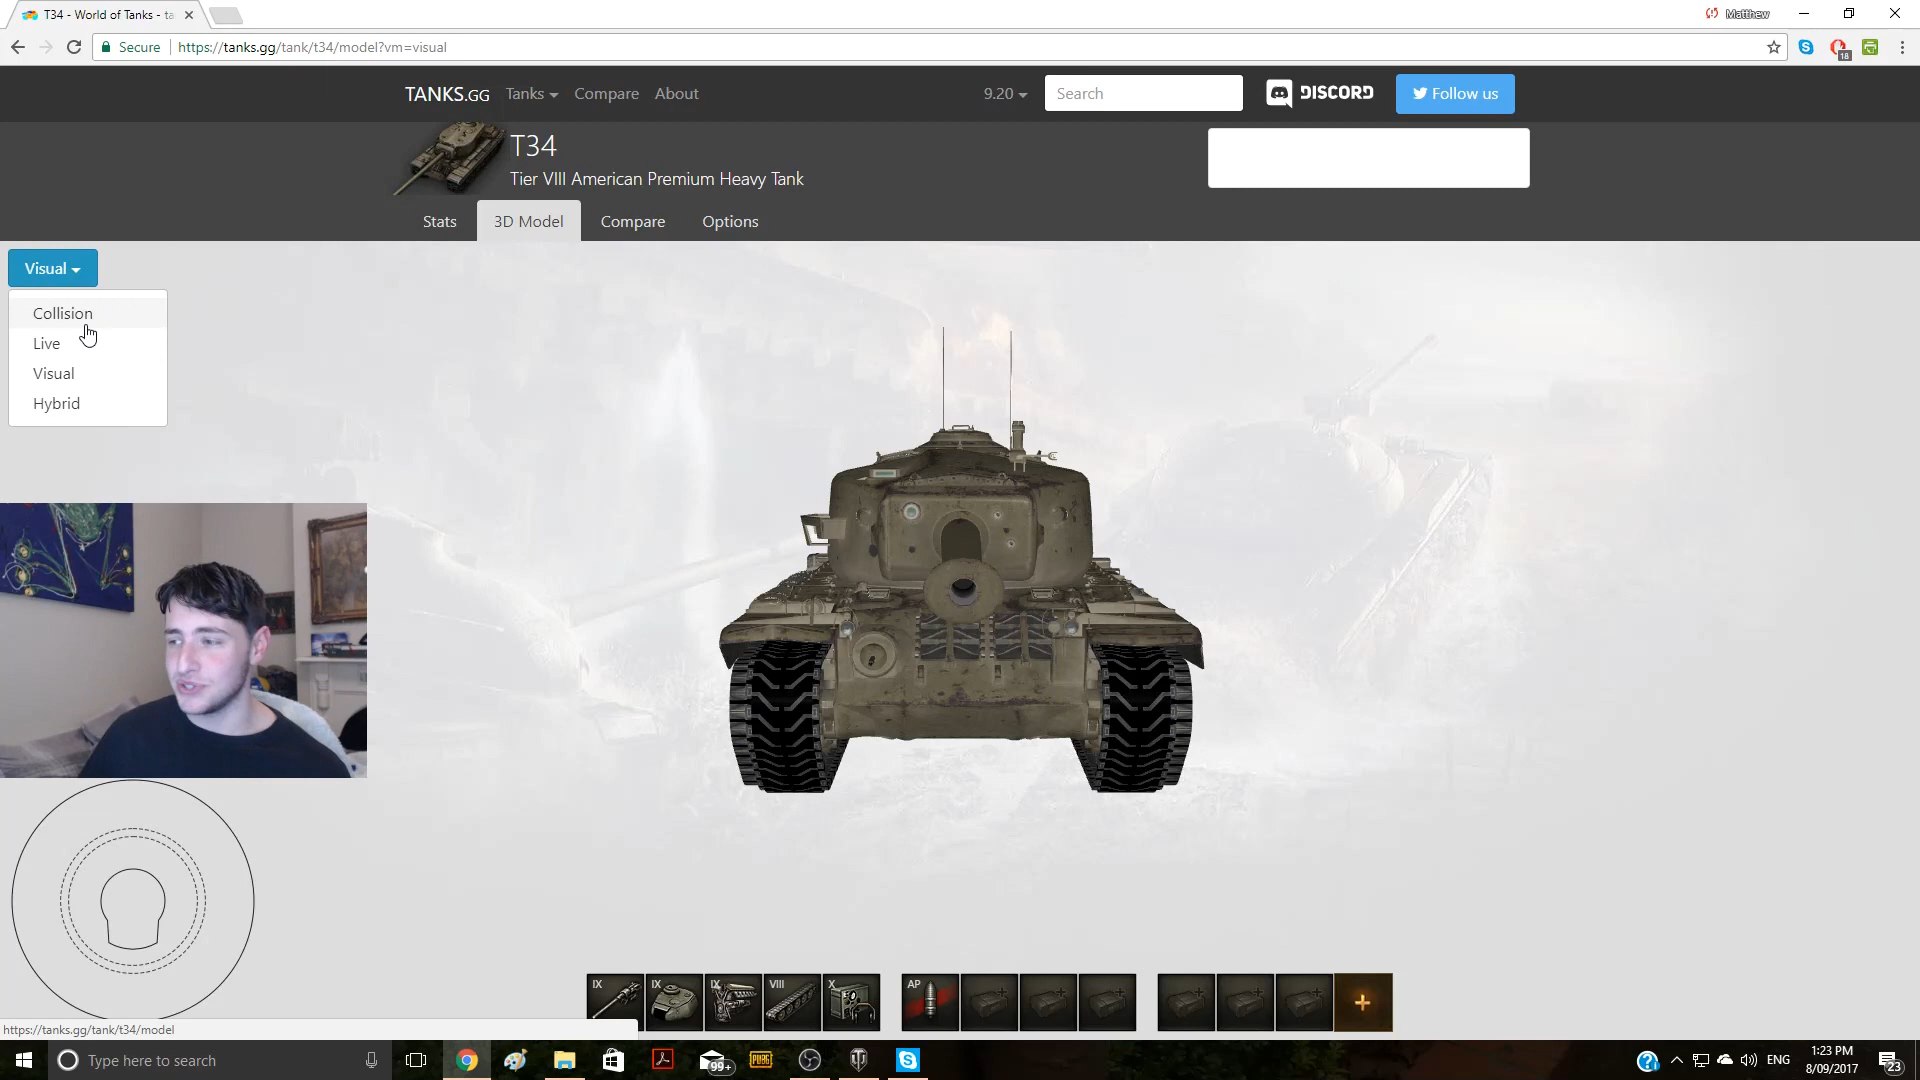 T34 - World of Tanks - ta
Matthew
Secure
https://tanks.gg/tank/t34/model?vm=visual
18
TANKS.GG
Tanks
Compare
About
9.20
Search
DISCORD
Follow us
T34
Tier VIII American Premium Heavy Tank
Stats
3D Model
Compare
Options
Visual
Collision
Live
Visual
Hybrid
IX
IX
IX
VIII
X
AP
https://tanks.gg/tank/t34/model
Type here to search
99+
PUBG
ENG
1:23 PM
8/09/2017
23